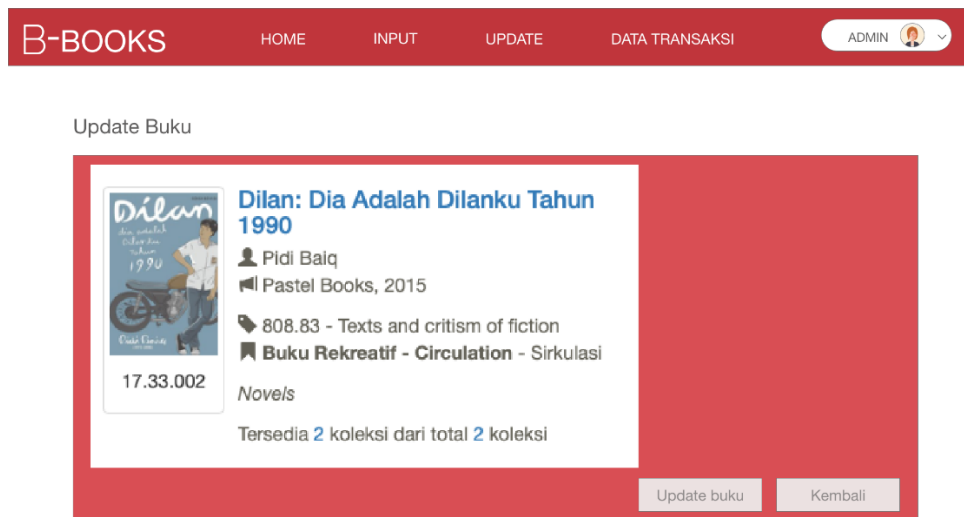 B-BOOKS
HOME
INPUT
UPDATE
DATA TRANSAKSI
ADMIN
Update Buku
Dilan
dia adalah
Dilanku
Tahun
1990
17.33.002
Dilan: Dia Adalah Dilanku Tahun
1990
Pidi Baiq
Pastel Books, 2015
808.83 - Texts and critism of fiction
Buku Rekreatif - Circulation - Sirkulasi
Novels
Tersedia 2 koleksi dari total 2 koleksi
Update buku
Kembali